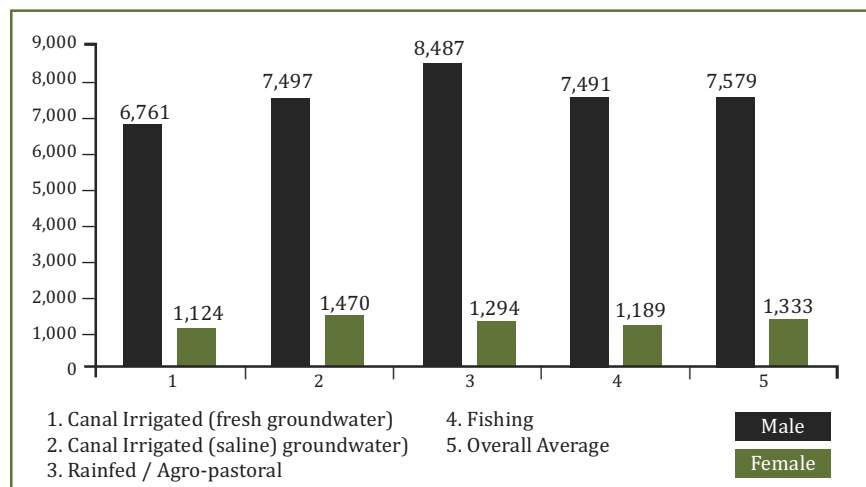 9,000
8,000
7,000
6,000
5,000
4,000
3,000
2,000
1,000
0
6,761
1,124
7,497
1,470
8,487
1,294
7,491
1,189
7,579
1,333
1 2 3 4 5
1. Canal Irrigated (fresh groundwater)
2. Canal Irrigated (saline) groundwater)
3. Rainfed / Agro-pastoral
4. Fishing
5. Overall Average
Male
Female